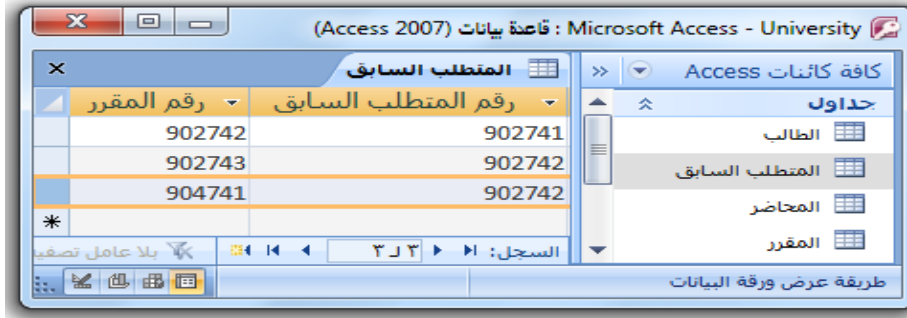 Microsoft Access - University : قاعدة بيانات (Access 2007)
كافة كائنات Access
جداول
الطالب
المتطلب السابق
المحاضر
المقرر
المتطلب السابق
رقم المقرر رقم المتطلب السابق
902742 902741
902743 902742
904741 902742
السجل: ٣ لـ ٣ بلا عامل تصفية
طريقة عرض ورقة البيانات